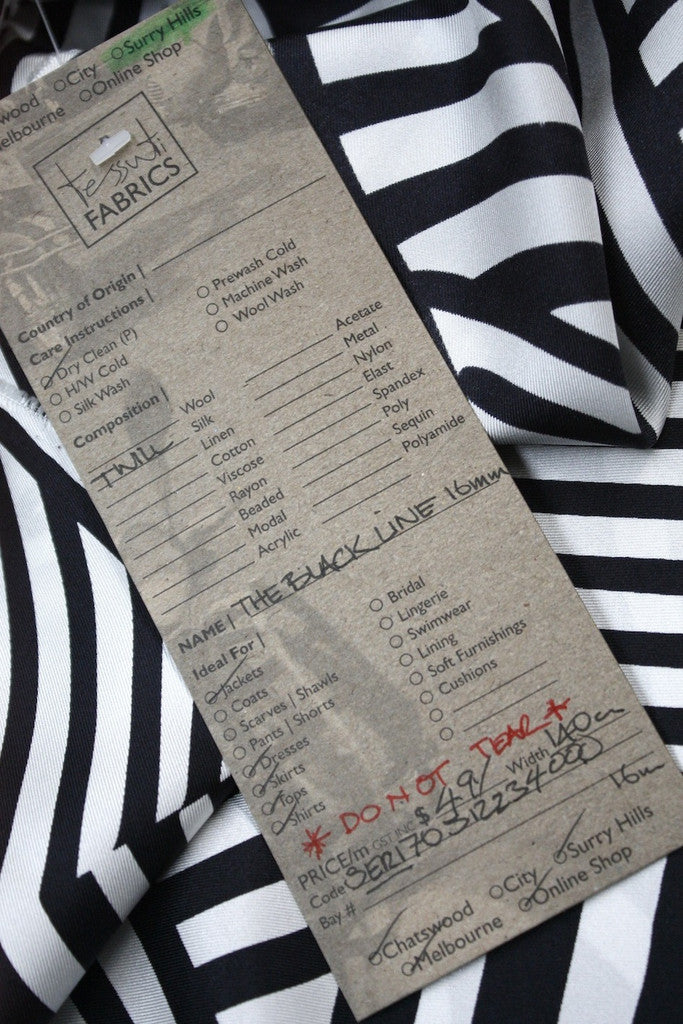 City Surry Hills
Melbourne Online Shop
tessuti
FABRICS
Country of Origin |
Care Instructions |
Dry Clean (P)
H/W Cold
Silk Wash
Prewash Cold
Machine Wash
Wool Wash
Composition |
Wool
TWILL Silk
Linen
Cotton
Viscose
Rayon
Beaded
Modal
Acrylic
Acetate
Metal
Nylon
Elast
Spandex
Poly
Sequin
Polyamide
NAME | THE BLACK LINE 16mm
Ideal For |
Jackets
Coats
Scarves | Shawls
Pants | Shorts
Dresses
Skirts
Tops
Shirts
Bridal
Lingerie
Swimwear
Lining
Soft Furnishings
Cushions
* DO NOT TEAR *
PRICE/m GST INC $ 49/ Width 140cm
Code
Bay #
Chatswood City Surry Hills
Melbourne Online Shop